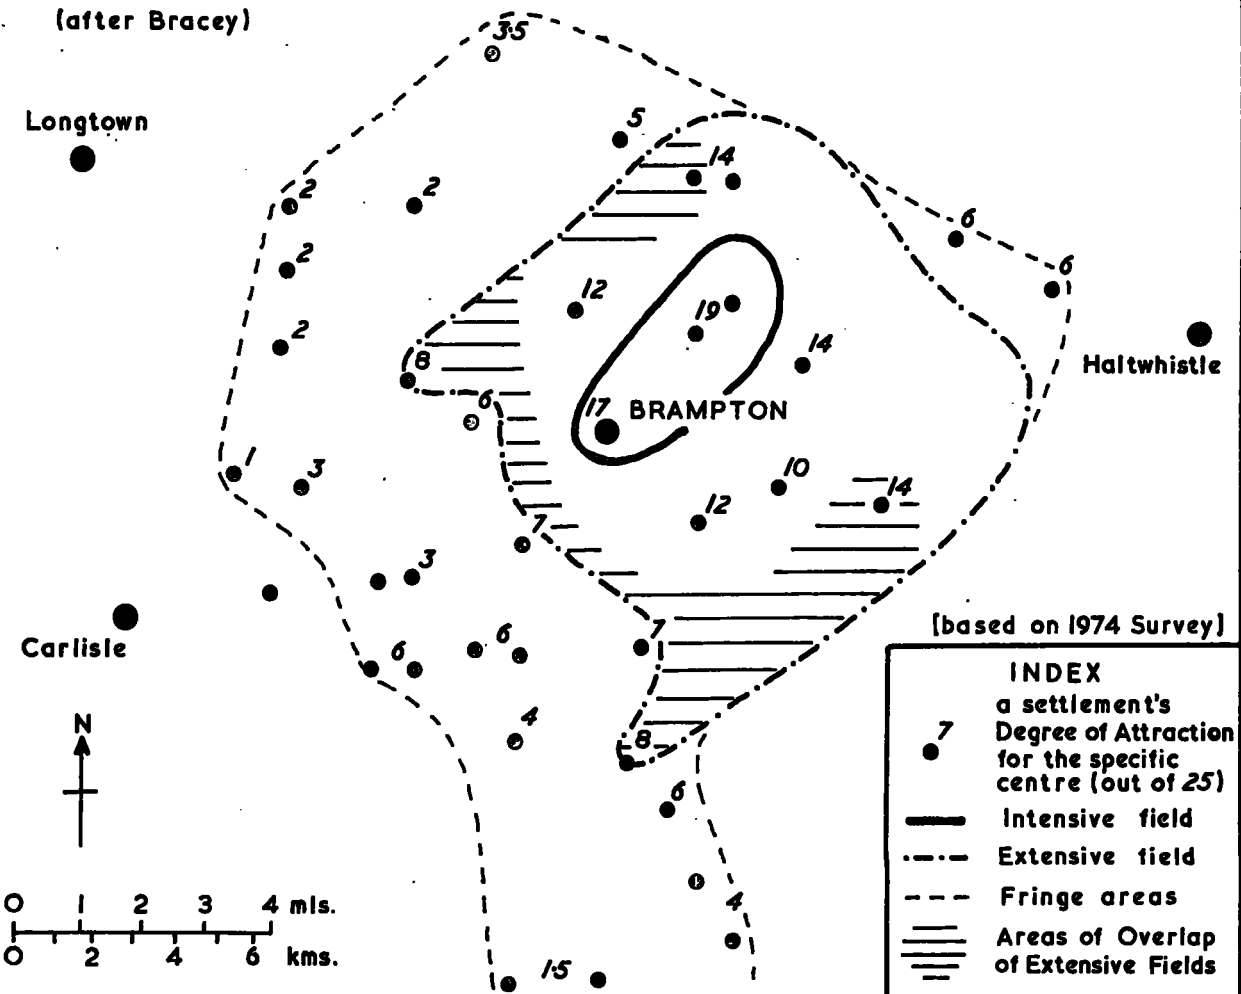 (after Bracey)
3·5
Longtown
5
14
2
2
6
2
6
12
19
2
14
Haltwhistle
8
6
17
BRAMPTON
1
3
10
14
12
7
3
Carlisle
7
[based on 1974 Survey]
6
6
4
8
6
4
1·5
N
0 1 2 3 4 mls.
0 2 4 6 kms.
INDEX
7
a settlement's
Degree of Attraction
for the specific
centre (out of 25)
Intensive field
Extensive field
Fringe areas
Areas of Overlap
of Extensive Fields